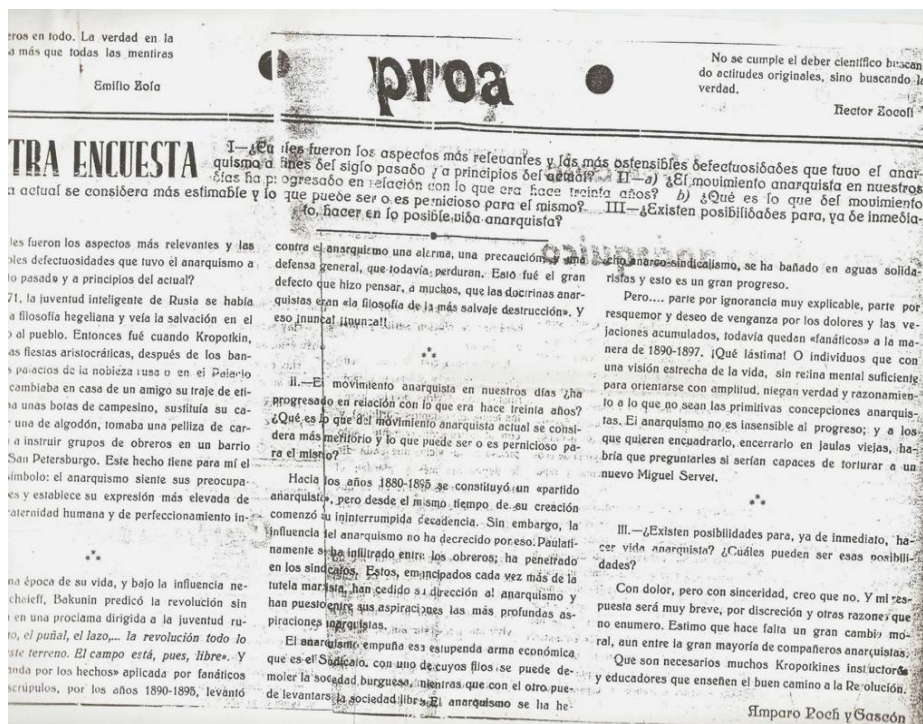 eros en todo. La verdad en la
a más que todas las mentiras
Emilio Zola
proa
No se cumple el deber científico buscan
do actitudes originales, sino buscando la
verdad.
Hector Zocoli
TRA ENCUESTA
I—¿Cuáles fueron los aspectos más relevantes y las más ostensibles defectuosidades que tuvo el anar-
quismo a fines del siglo pasado y a principios del actual? II—a) ¿El movimiento anarquista en nuestros
días ha progresado en relación con lo que era hace treinta años? b) ¿Qué es lo que del movimiento
a actual se considera más estimable y lo que puede ser o es pernicioso para el mismo? III—¿Existen posibilidades para, ya de inmedia-
to, hacer en lo posible vida anarquista?
les fueron los aspectos más relevantes y las
les defectuosidades que tuvo el anarquismo a
o pasado y a principios del actual?
71, la juventud inteligente de Rusia se había
a filosofía hegeliana y veía la salvación en el
o al pueblo. Entonces fué cuando Kropotkin,
as fiestas aristocráticas, después de los ban-
s palacios de la nobleza rusa o en el Palacio
cambiaba en casa de un amigo su traje de eti-
a unas botas de campesino, sustituía su ca-
una de algodón, tomaba una pelliza de car-
a instruir grupos de obreros en un barrio
San Petersburgo. Este hecho tiene para mí el
ímbolo: el anarquismo siente sus preocupa-
es y establece su expresión más elevada de
aternidad humana y de perfeccionamiento in-
na época de su vida, y bajo la influencia ne-
chaieff, Bakunin predicó la revolución sin
en una proclama dirigida a la juventud ru-
no, el puñal, el lazo,... la revolución todo lo
ste terreno. El campo está, pues, libre». Y
anda por los hechos» aplicada por fanáticos
scrúpulos, por los años 1890-1895, levantó
contra el anarquismo una alarma, una precaución y una
defensa general, que todavía perduran. Esto fué el gran
defecto que hizo pensar, a muchos, que las doctrinas anar-
quistas eran «la filosofía de la más salvaje destrucción». Y
eso ¡nunca! ¡¡nunca!!
II.—El movimiento anarquista en nuestros días ¿ha
progresado en relación con lo que era hace treinta años?
¿Qué es lo que del movimiento anarquista actual se consi-
dera más meritorio y lo que puede ser o es pernicioso pa-
ra el mismo?
Hacia los años 1880-1895 se constituyó un «partido
anarquista», pero desde el mismo tiempo de su creación
comenzó su ininterrumpida decadencia. Sin embargo, la
influencia del anarquismo no ha decrecido por eso. Paulati-
namente se ha infiltrado entre los obreros; ha penetrado
en los sindicatos. Estos, emancipados cada vez más de la
tutela marxista, han cedido su dirección al anarquismo y
han puesto entre sus aspiraciones las más profundas as-
piraciones anarquistas.
El anarquismo empuña esa estupenda arma económica
que es el Sindicato, con uno de cuyos filos se puede de-
moler la sociedad burguesa, mientras que con el otro pue-
de levantars la sociedad libre. El anarquismo se ha he-
cho anarco-sindicalismo, se ha bañado en aguas solida-
ristas y esto es un gran progreso.
Pero.... parte por ignorancia muy explicable, parte por
resquemor y deseo de venganza por los dolores y las ve-
jaciones acumulados, todavía quedan «fanáticos» a la ma-
nera de 1890-1897. ¡Qué lástima! O individuos que con
una visión estrecha de la vida, sin retina mental suficiente
para orientarse con amplitud, niegan verdad y razonamien-
to a lo que no sean las primitivas concepciones anarquis-
tas. El anarquismo no es insensible al progreso; y a los
que quieren encuadrarlo, encerrarlo en jaulas viejas, ha-
bría que preguntarles si serían capaces de torturar a un
nuevo Miguel Servet.
III.—¿Existen posibilidades para, ya de inmediato, ha-
cer vida anarquista? ¿Cuáles pueden ser esas posibili-
dades?
Con dolor, pero con sinceridad, creo que no. Y mi res-
puesta será muy breve, por discreción y otras razones que
no enumero. Estimo que hace falta un gran cambio mo-
ral, aun entre la gran mayoría de compañeros anarquistas.
Que son necesarios muchos Kropotkines instructores
y educadores que enseñen el buen camino a la Revolución.
Amparo Poch y Gascón